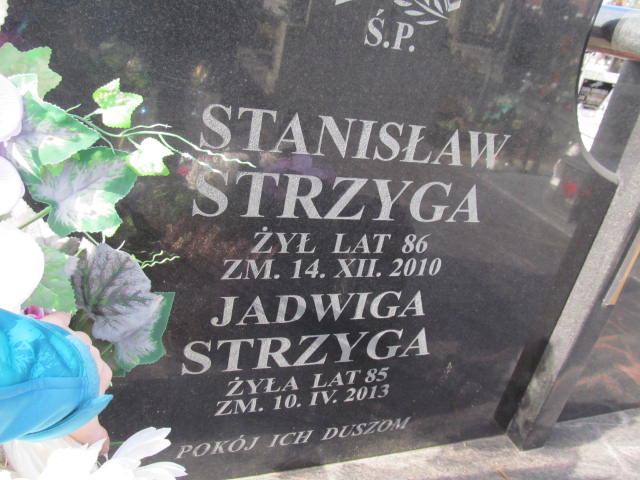 Ś.P.
STANISŁAW
STRZYGA
ŻYŁ LAT 86
ZM. 14. XII. 2010
JADWIGA
STRZYGA
ŻYŁA LAT 85
ZM. 10. IV. 2013
POKÓJ ICH DUSZOM